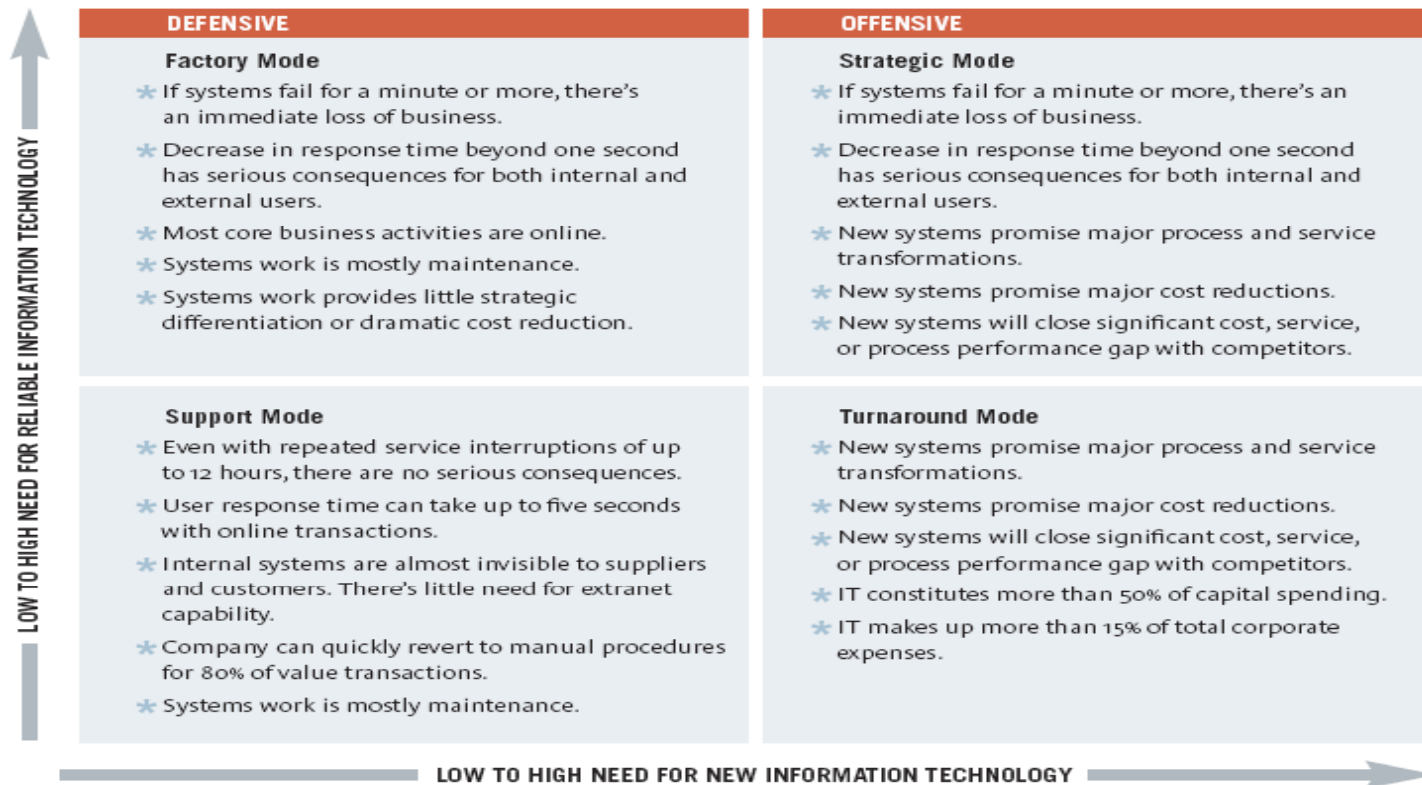 DEFENSIVE
Factory Mode
* If systems fail for a minute or more, there's
an immediate loss of business.
* Decrease in response time beyond one second
has serious consequences for both internal and
external users.
* Most core business activities are online.
* Systems work is mostly maintenance.
* Systems work provides little strategic
differentiation or dramatic cost reduction.
OFFENSIVE
Strategic Mode
* If systems fail for a minute or more, there's an
immediate loss of business.
* Decrease in response time beyond one second
has serious consequences for both internal and
external users.
* New systems promise major process and service
transformations.
* New systems promise major cost reductions.
* New systems will close significant cost, service,
or process performance gap with competitors.
Support Mode
* Even with repeated service interruptions of up
to 12 hours, there are no serious consequences.
* User response time can take up to five seconds
with online transactions.
* Internal systems are almost invisible to suppliers
and customers. There's little need for extranet
capability.
* Company can quickly revert to manual procedures
for 80% of value transactions.
* Systems work is mostly maintenance.
Turnaround Mode
* New systems promise major process and service
transformations.
* New systems promise major cost reductions.
* New systems will close significant cost, service,
or process performance gap with competitors.
* IT constitutes more than 50% of capital spending.
* IT makes up more than 15% of total corporate
expenses.
LOW TO HIGH NEED FOR RELIABLE INFORMATION TECHNOLOGY
LOW TO HIGH NEED FOR NEW INFORMATION TECHNOLOGY